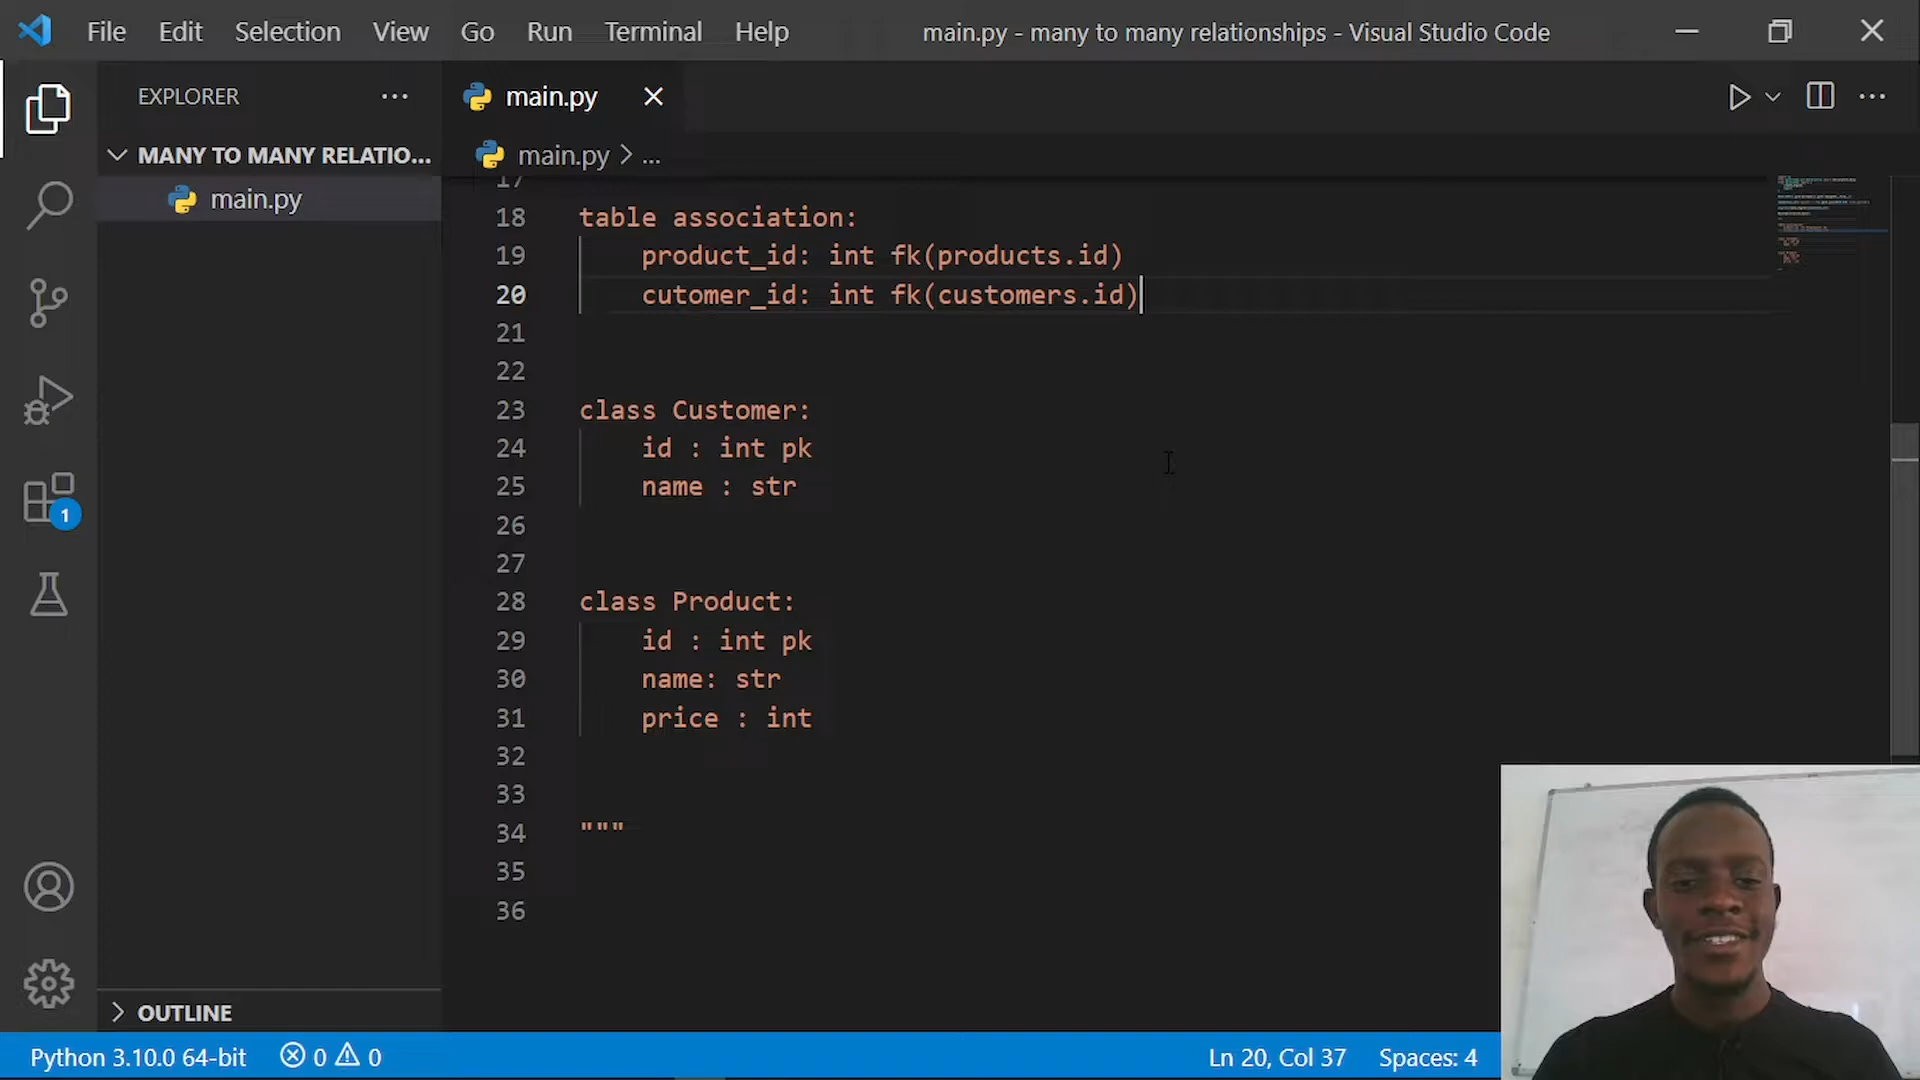 File Edit Selection View Go Run Terminal Help
main.py - many to many relationships - Visual Studio Code
EXPLORER
main.py
MANY TO MANY RELATIO...
main.py > ...
main.py
17
18 table association:
19 product_id: int fk(products.id)
20 cutomer_id: int fk(customers.id)
21
22
23 class Customer:
24 id : int pk
25 name : str
26
27
28 class Product:
29 id : int pk
30 name: str
31 price : int
32
33
34 """
35
36
1
OUTLINE
Python 3.10.0 64-bit 0 0
Ln 20, Col 37 Spaces: 4